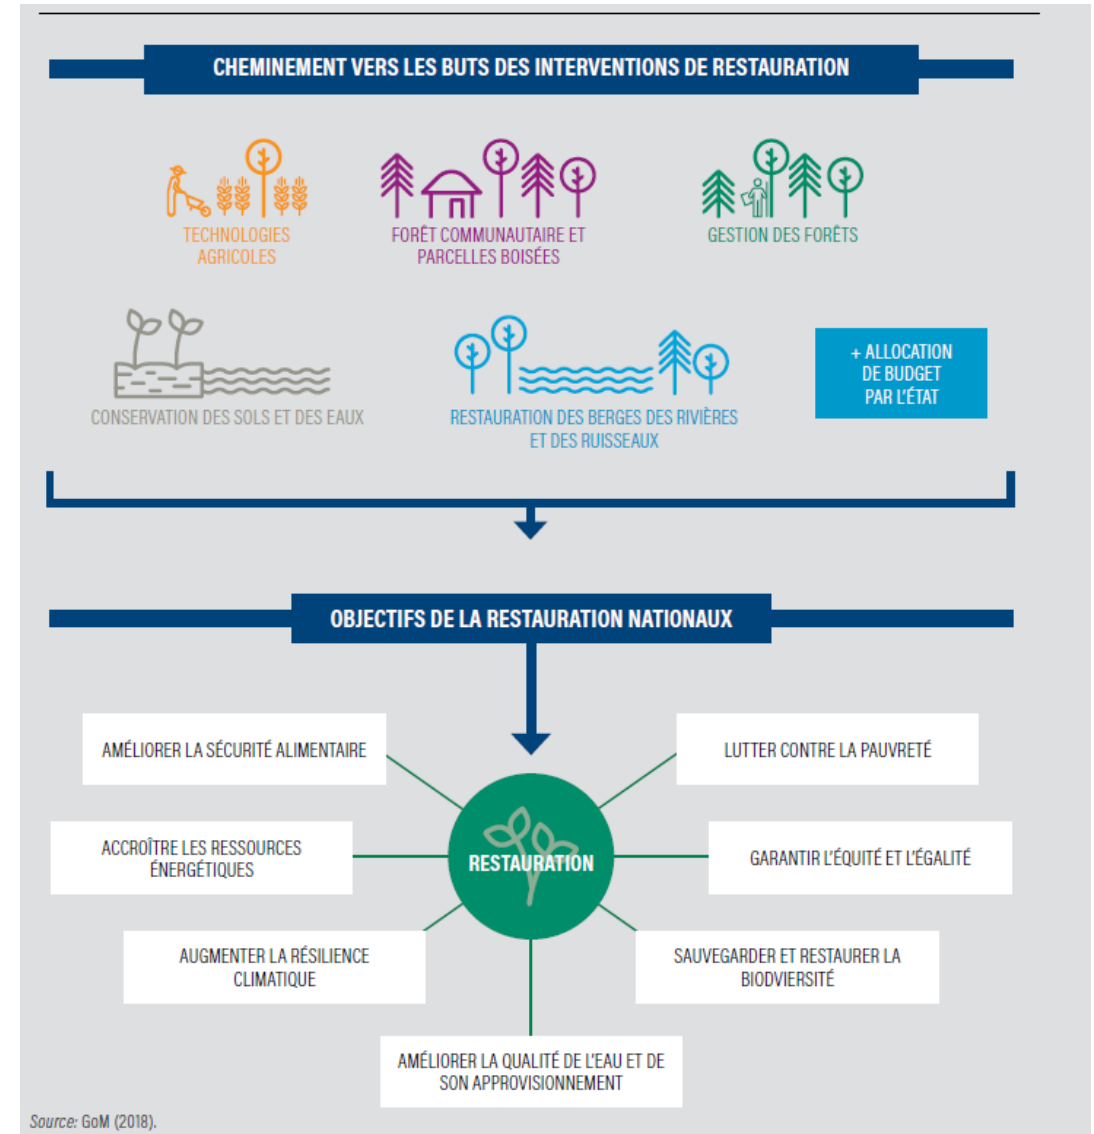 CHEMINEMENT VERS LES BUTS DES INTERVENTIONS DE RESTAURATION
TECHNOLOGIES
AGRICOLES
FORÊT COMMUNAUTAIRE ET
PARCELLES BOISÉES
GESTION DES FORÊTS
CONSERVATION DES SOLS ET DES EAUX
RESTAURATION DES BERGES DES RIVIÈRES
ET DES RUISSEAUX
+ ALLOCATION
DE BUDGET
PAR L'ÉTAT
OBJECTIFS DE LA RESTAURATION NATIONAUX
AMÉLIORER LA SÉCURITÉ ALIMENTAIRE
LUTTER CONTRE LA PAUVRETÉ
ACCROÎTRE LES RESSOURCES
ÉNERGÉTIQUES
RESTAURATION
GARANTIR L'ÉQUITÉ ET L'ÉGALITÉ
AUGMENTER LA RÉSILIENCE
CLIMATIQUE
SAUVEGARDER ET RESTAURER LA
BIODVIERSITÉ
AMÉLIORER LA QUALITÉ DE L'EAU ET DE
SON APPROVISIONNEMENT
Source: GoM (2018).